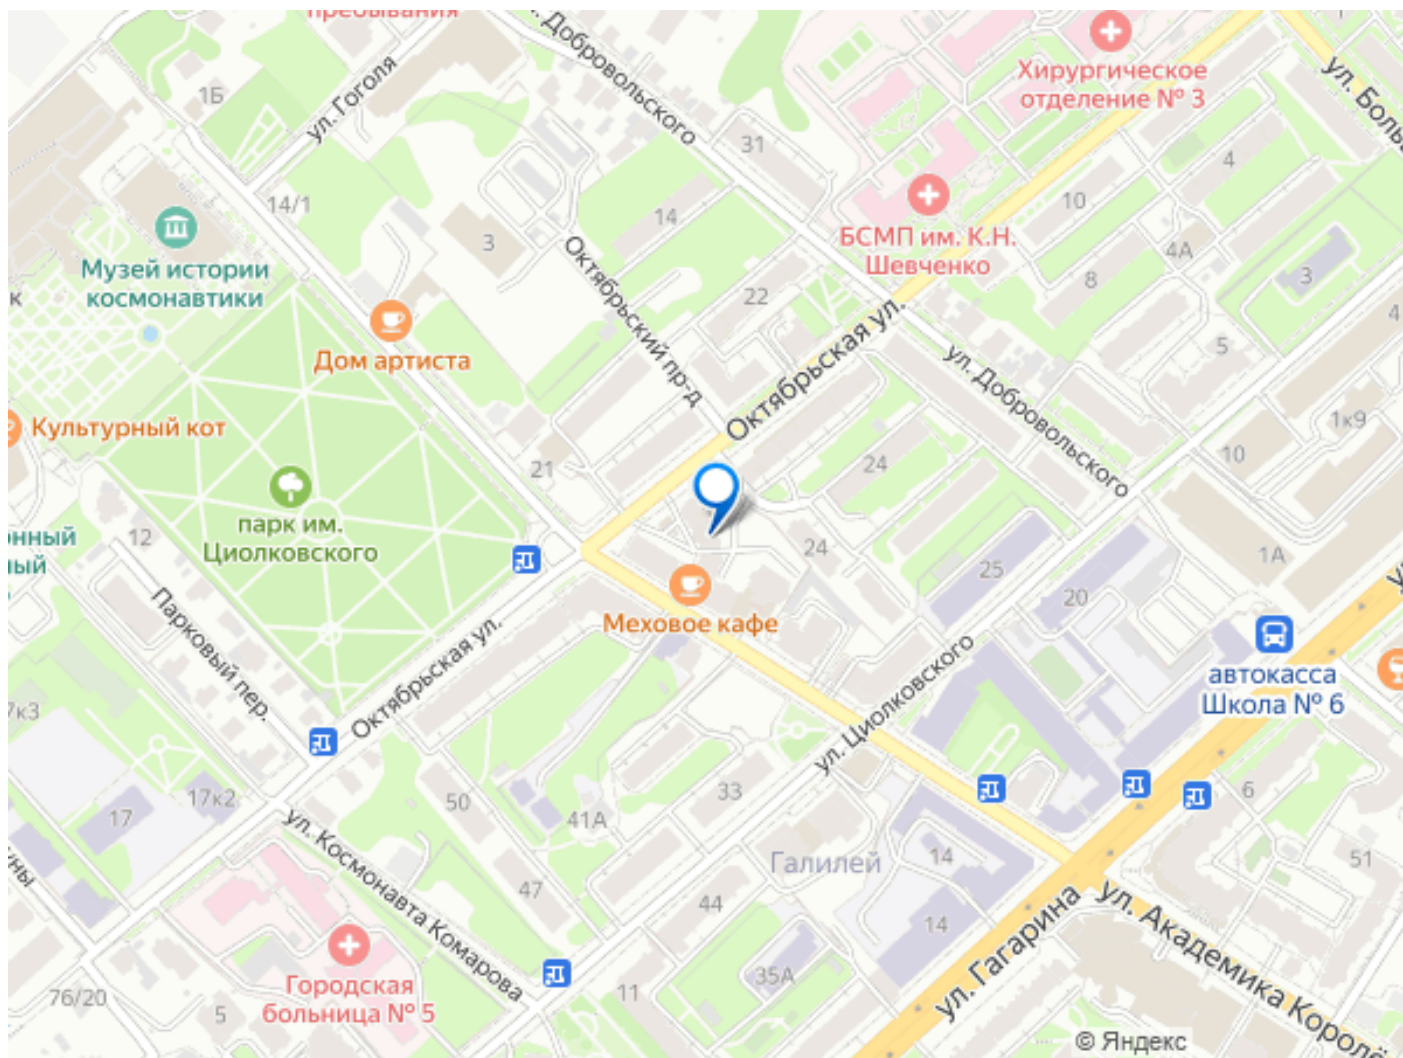 пребывания
ул. Добровольского
Хирургическое
отделение № 3
1Б
ул. Гоголя
31
4
10
14/1
14
3
БСМП им. К.Н.
Шевченко
4А
8
3
Музей истории
космонавтики
Октябрьский пр-д
22
Октябрьская ул.
4
5
Дом артиста
ул. Добровольского
Культурный кот
1к9
21
24
10
парк им.
Циолковского
12
24
1А
25
20
Парковый пер.
Меховое кафе
Октябрьская ул.
ул. Циолковского
автокасса
Школа № 6
17к2
17
50
41А
33
6
ул. Космонавта Комарова
Галилей
14
51
47
44
14
ул. Гагарина
Городская
больница № 5
76/20
5
11
35А
© Яндекс